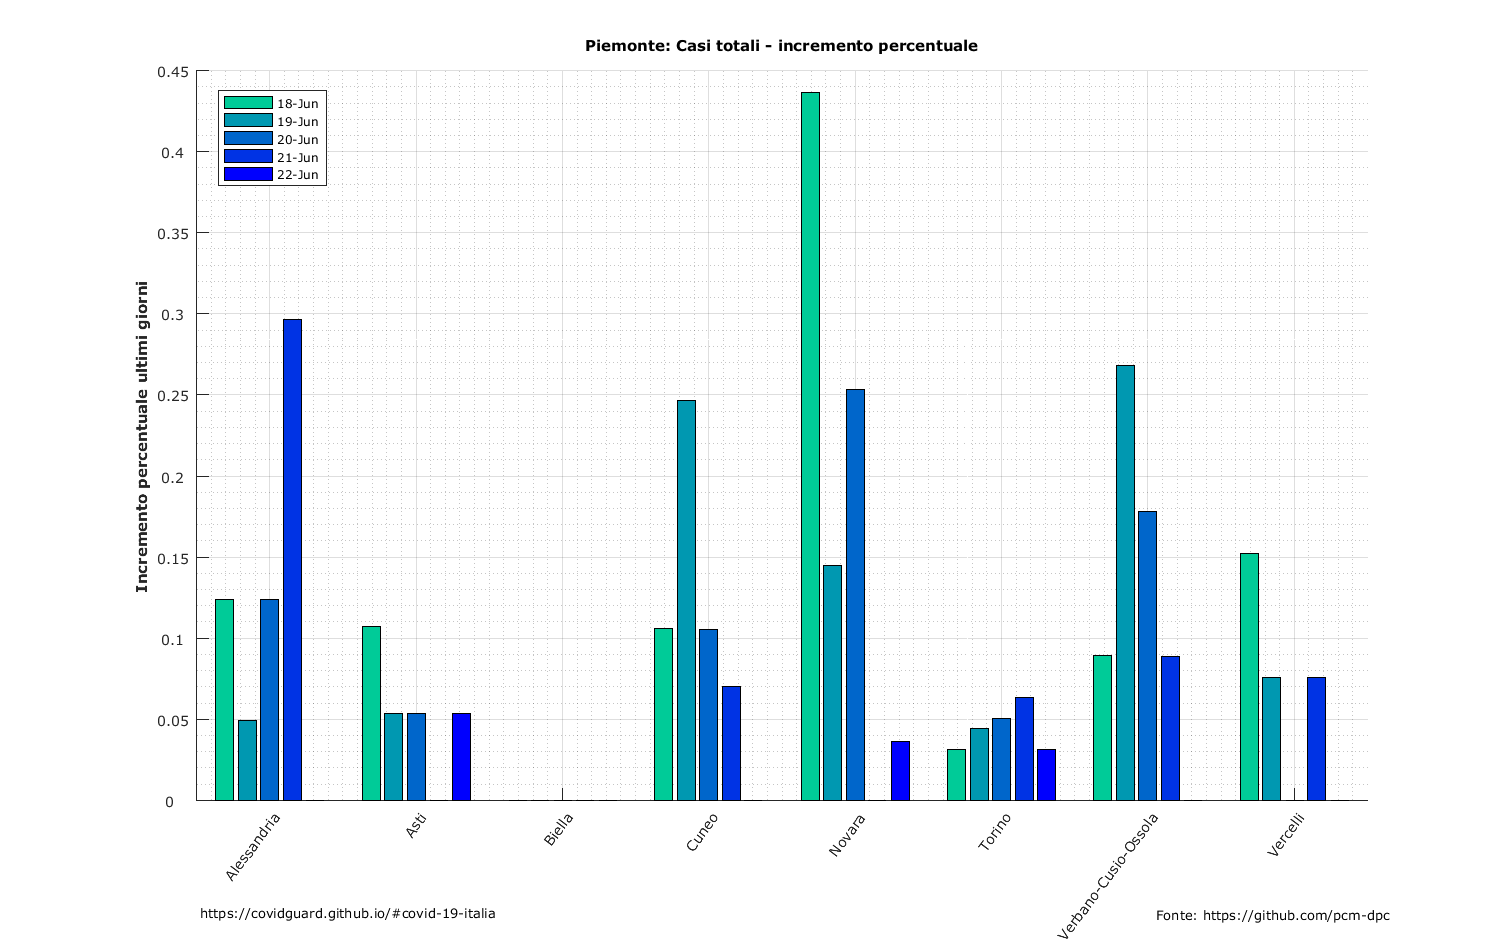 Piemonte: Casi totali - incremento percentuale
Incremento percentuale ultimi giorni
0.45
0.4
0.35
0.3
0.25
0.2
0.15
0.1
0.05
0
18-Jun
19-Jun
20-Jun
21-Jun
22-Jun
Alessandria
Asti
Biella
Cuneo
Novara
Torino
Verbano-Cusio-Ossola
Vercelli
https://covidguard.github.io/#covid-19-italia
Fonte: https://github.com/pcm-dpc